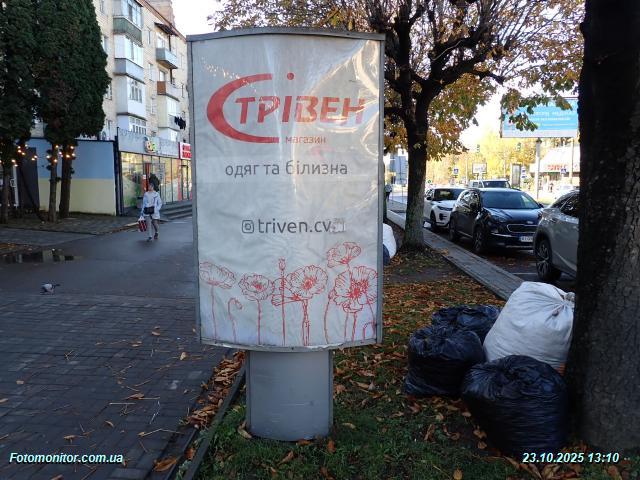 ТРІВЕН
магазин
одяг та білизна
triven.cv
Fotomonitor.com.ua
23.10.2025 13:10